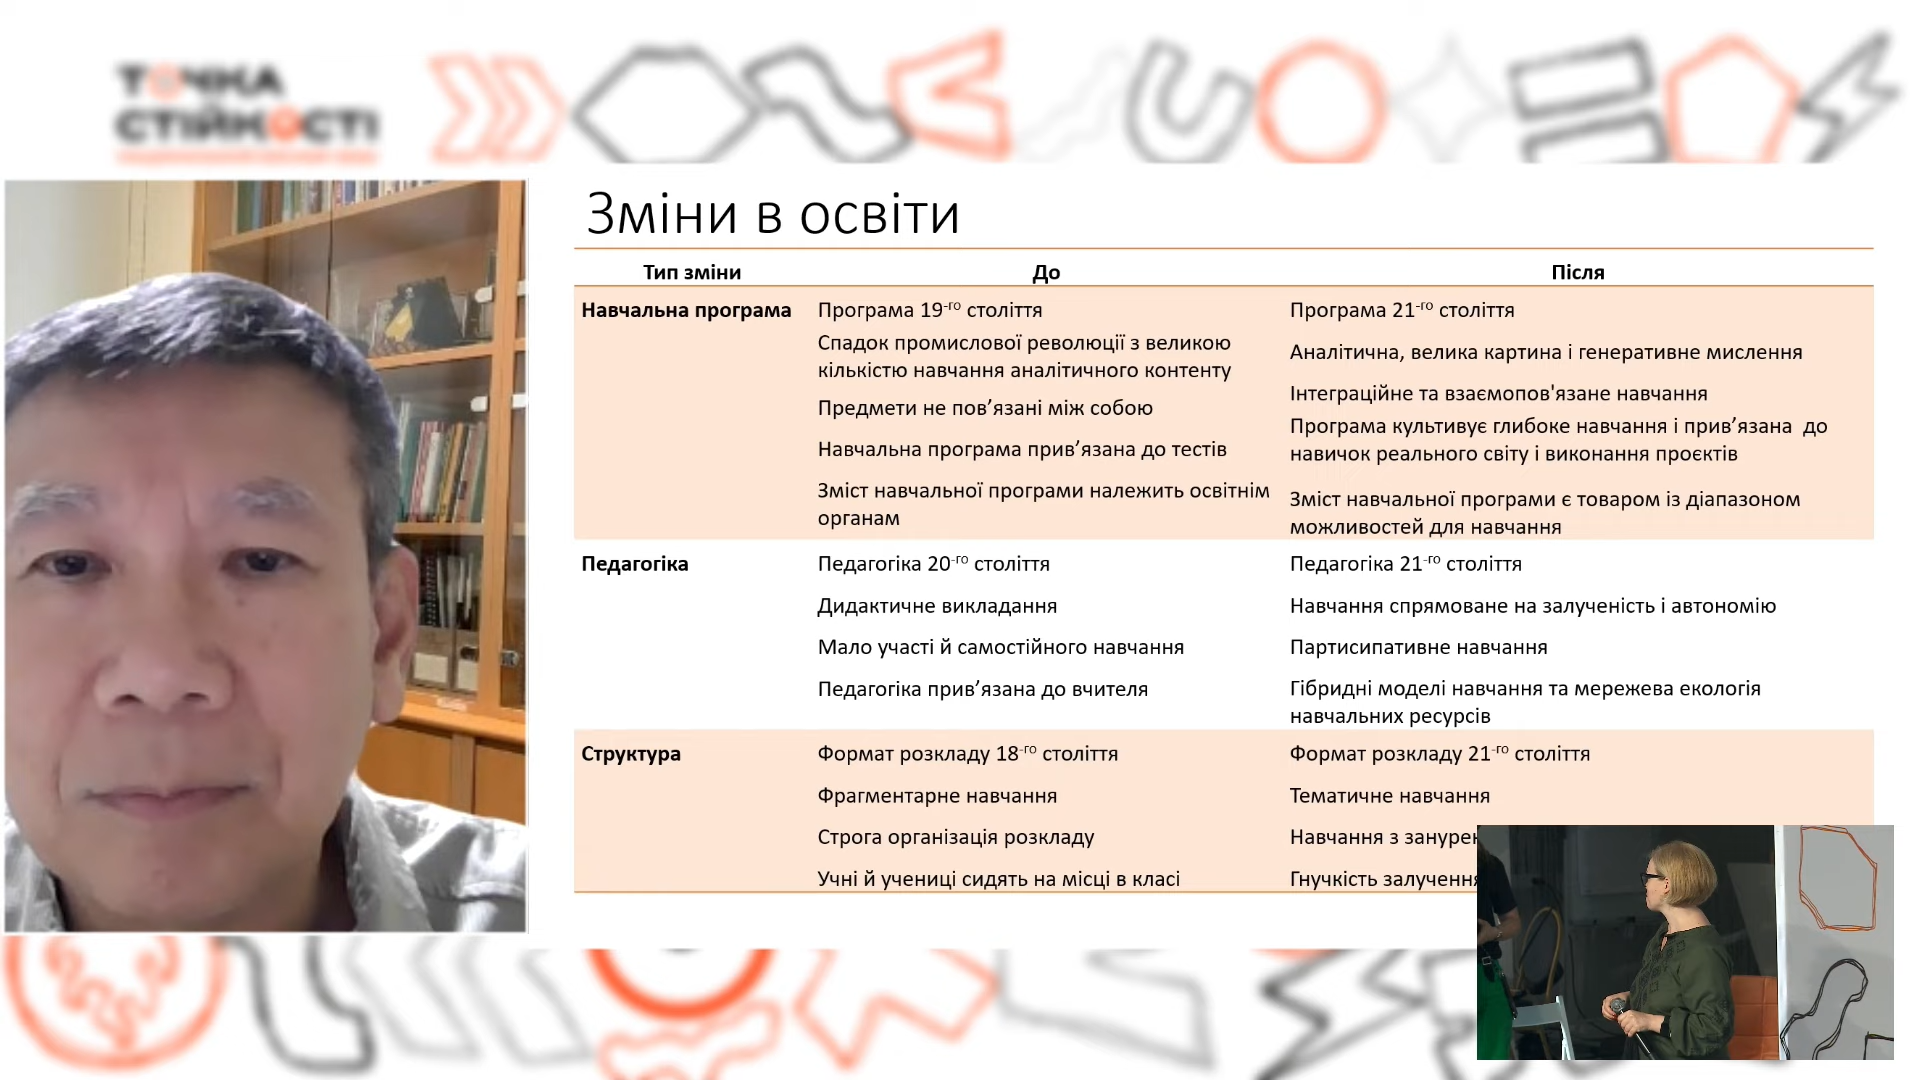 ТОЧКА
СТІЙКОСТІ
Зміни в освіти
Тип зміни До Після
Навчальна програма Програма 19-го століття Програма 21-го століття
Спадок промислової революції з великою
кількістю навчання аналітичного контенту
Аналітична, велика картина і генеративне мислення
Предмети не пов’язані між собою
Інтеграційне та взаємопов'язане навчання
Навчальна програма прив’язана до тестів
Програма культивує глибоке навчання і прив’язана до
навичок реального світу і виконання проєктів
Зміст навчальної програми належить освітнім
органам
Зміст навчальної програми є товаром із діапазоном
можливостей для навчання
Педагогіка Педагогіка 20-го століття Педагогіка 21-го століття
Дидактичне викладання Навчання спрямоване на залученість і автономію
Мало участі й самостійного навчання Партисипативне навчання
Педагогіка прив’язана до вчителя Гібридні моделі навчання та мережева екологія
навчальних ресурсів
Структура Формат розкладу 18-го століття Формат розкладу 21-го століття
Фрагментарне навчання Тематичне навчання
Строга організація розкладу Навчання з
Учні й учениці сидять на місці в класі Гнучкість залучення